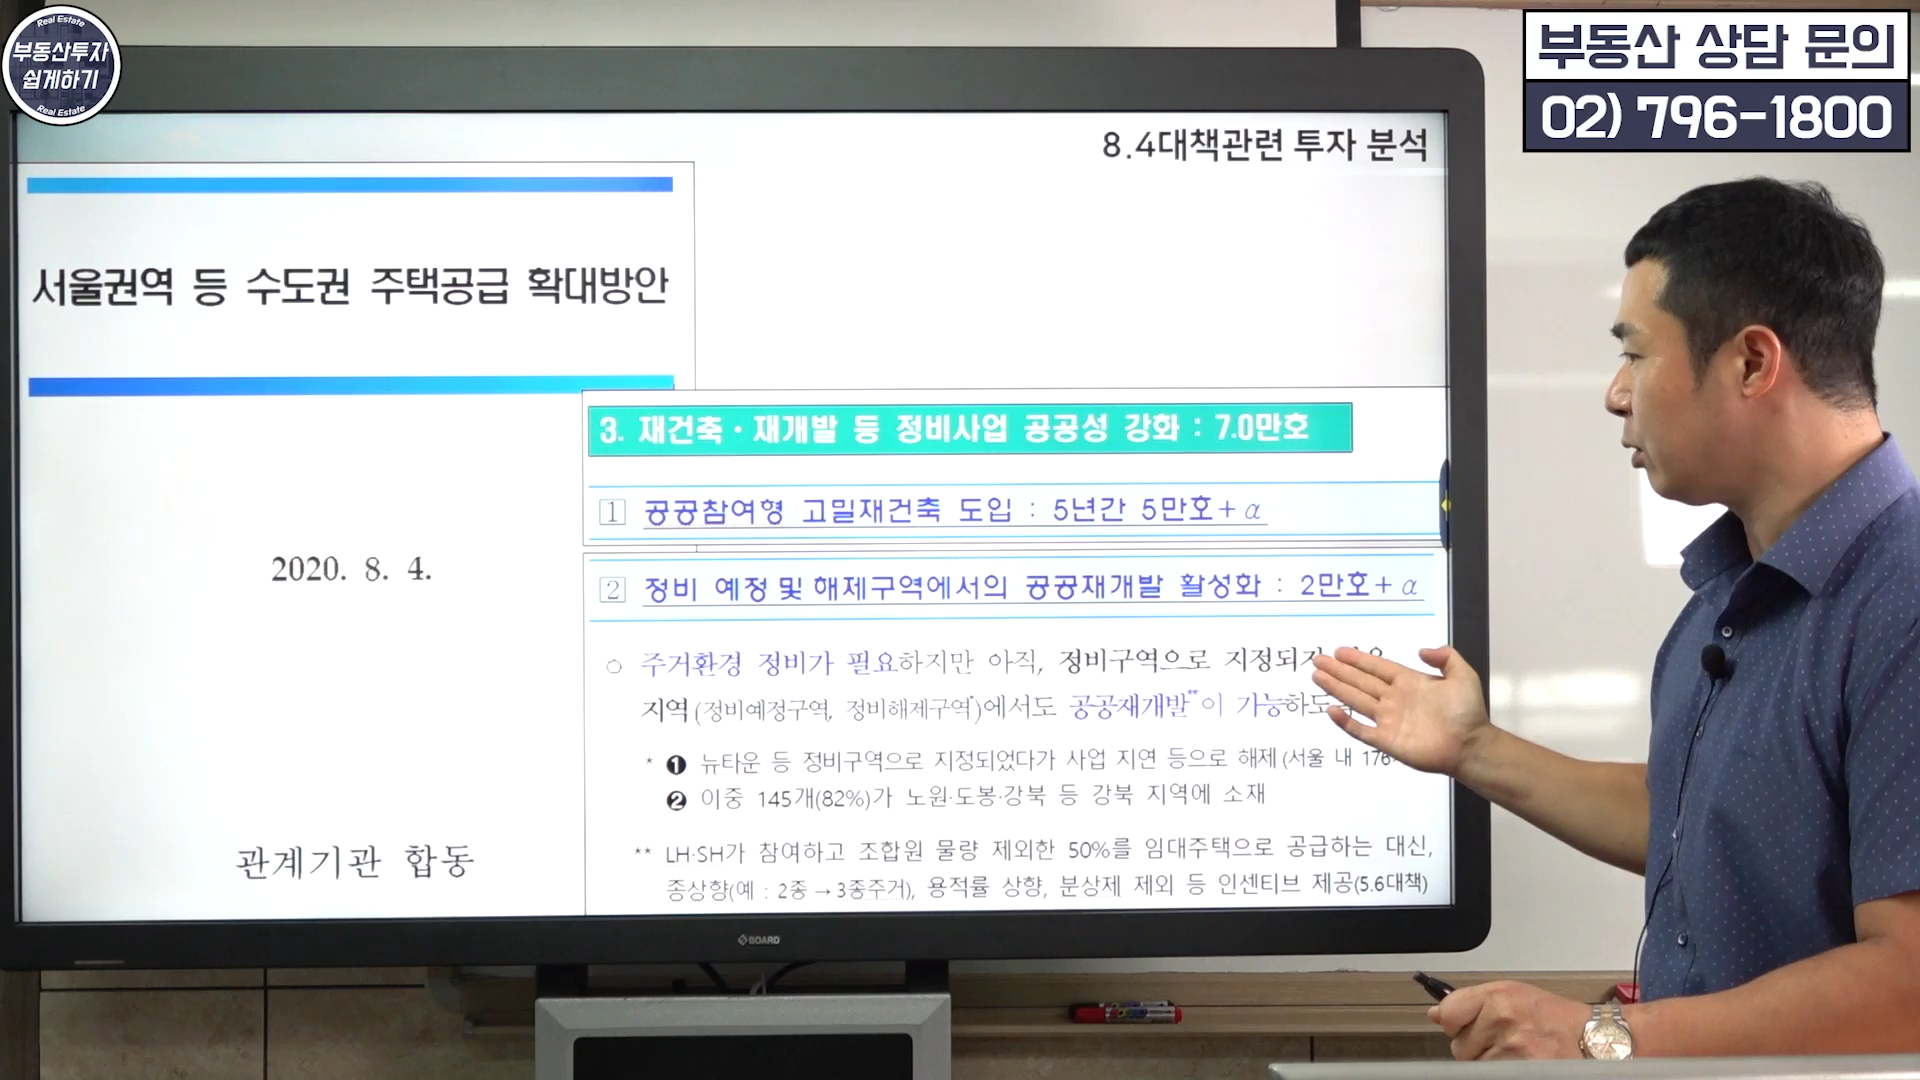 Real Estate
부동산투자
쉽게하기
Real Estate
부동산 상담 문의
02) 796-1800
8.4대책관련 투자 분석
서울권역 등 수도권 주택공급 확대방안
2020. 8. 4.
관계기관 합동
3. 재건축·재개발 등 정비사업 공공성 강화 : 7.0만호
1 공공참여형 고밀재건축 도입 : 5년간 5만호+α
2 정비 예정 및 해제구역에서의 공공재개발 활성화 : 2만호+α
○ 주거환경 정비가 필요하지만 아직, 정비구역으로 지정되지
지역(정비예정구역, 정비해제구역*)에서도 공공재개발**이 가능하도
* ❶ 뉴타운 등 정비구역으로 지정되었다가 사업 지연 등으로 해제(서울 내 176
❷ 이중 145개(82%)가 노원·도봉·강북 등 강북 지역에 소재
** LH·SH가 참여하고 조합원 물량 제외한 50%를 임대주택으로 공급하는 대신,
종상향(예 : 2종→3종주거), 용적률 상향, 분상제 제외 등 인센티브 제공(5.6대책)
BOARD